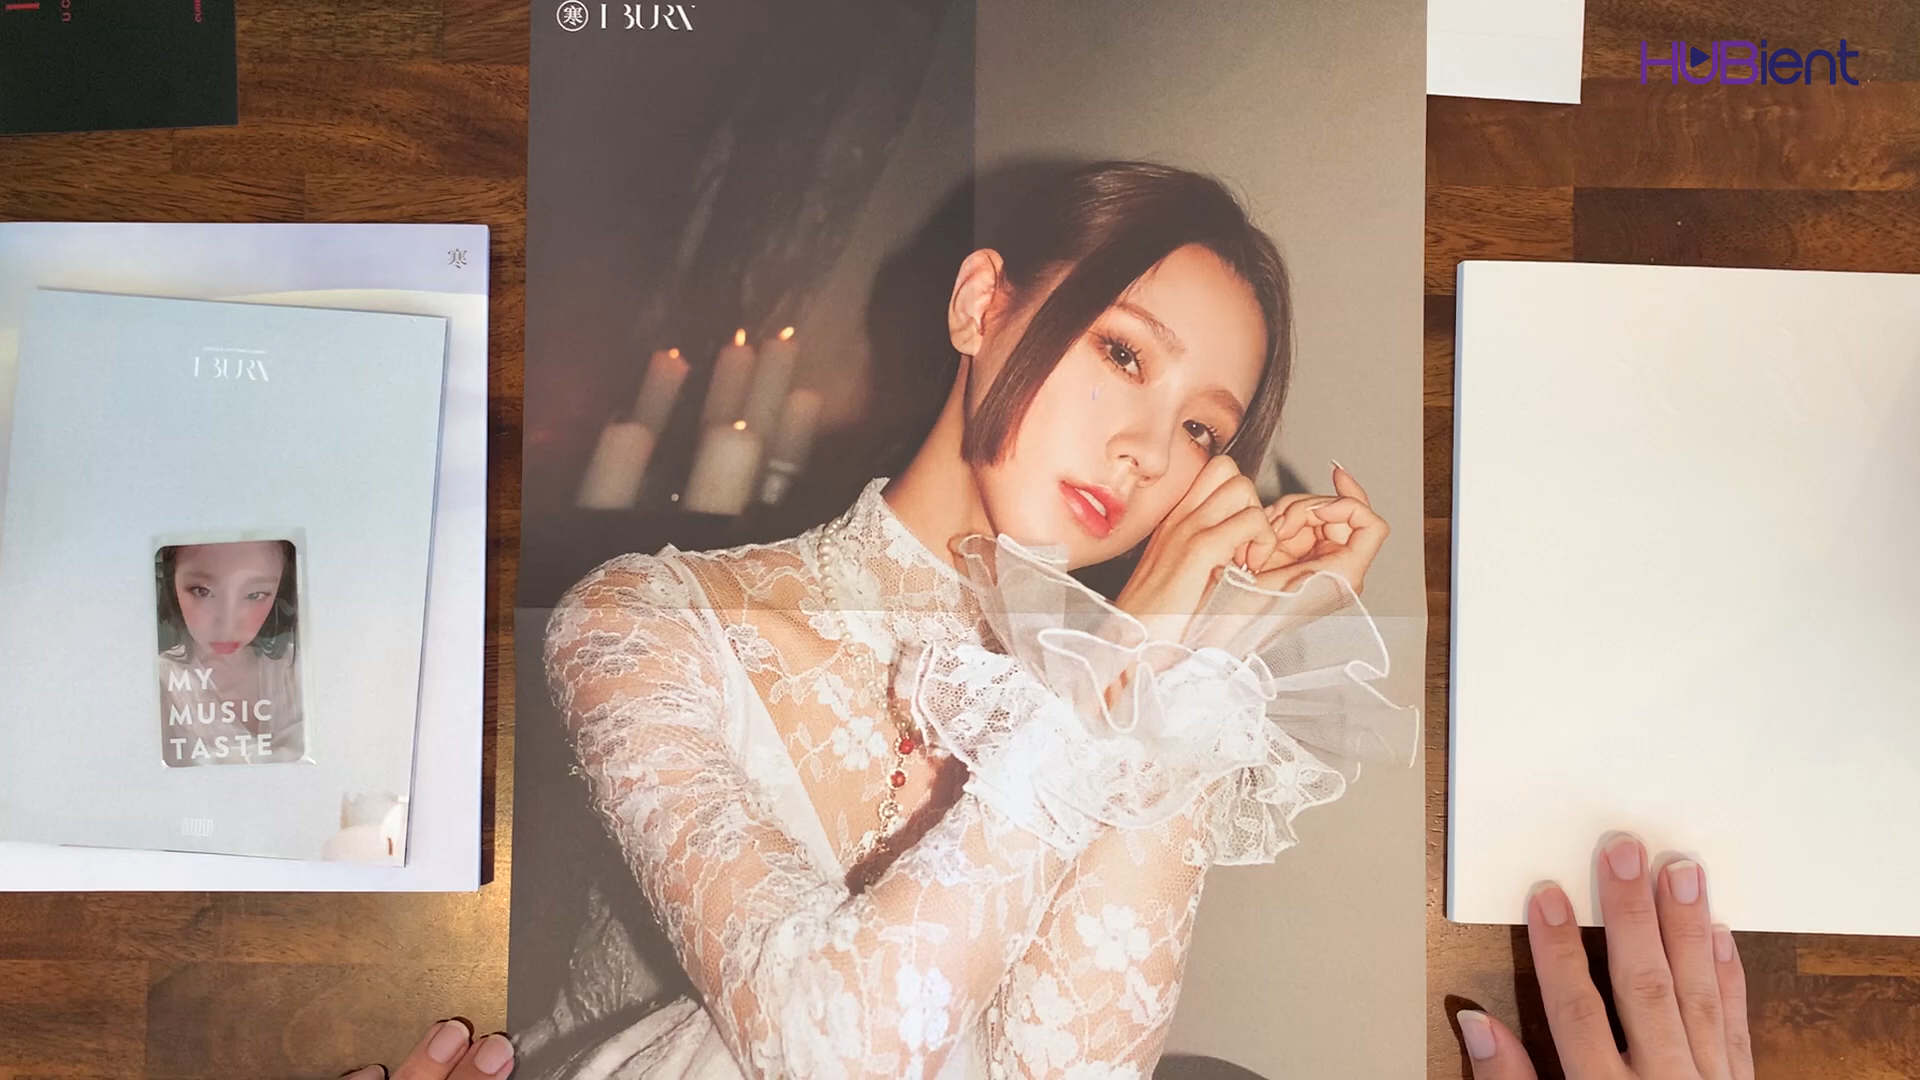 寒 I BURN
HUBient
寒
I BURN
MY
MUSIC
TASTE